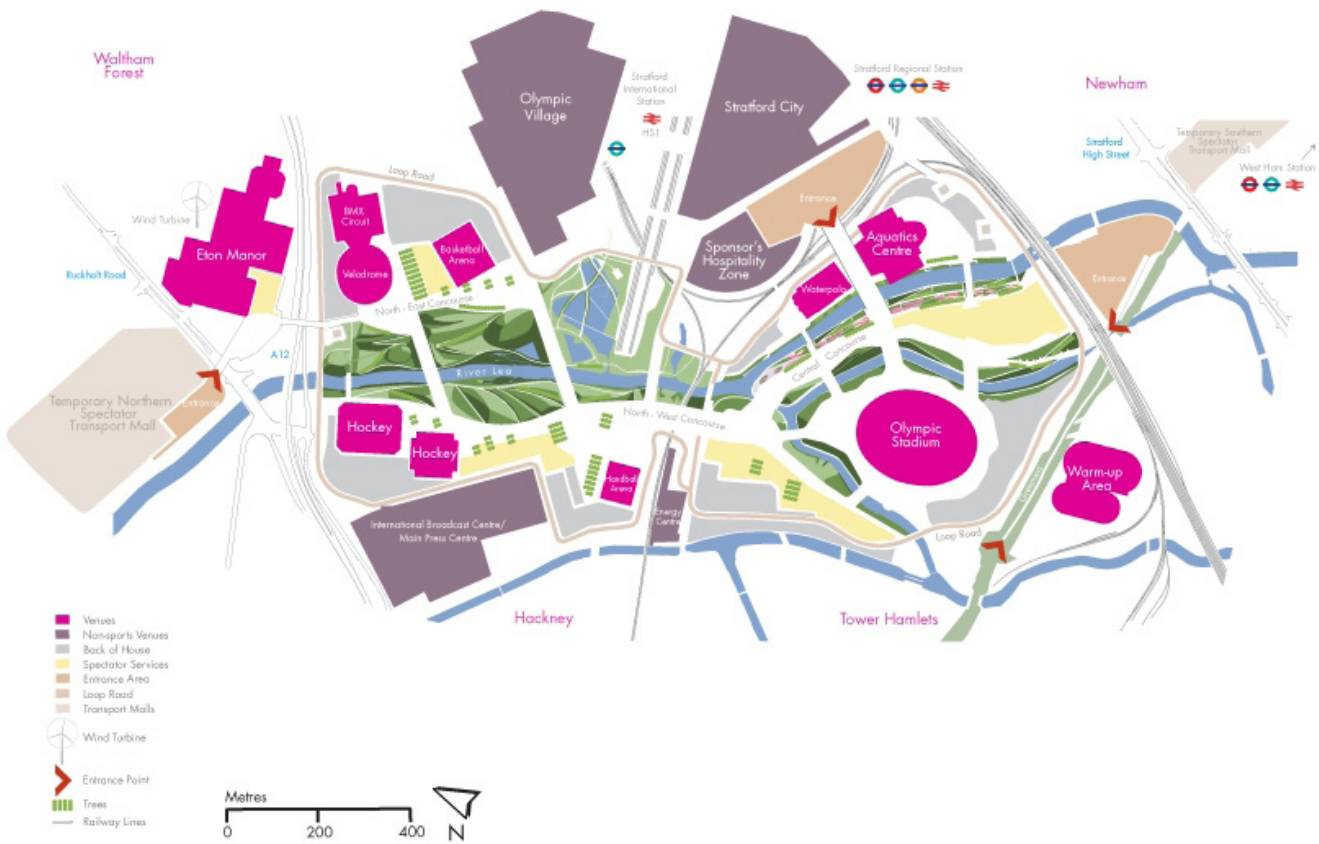 Waltham
Forest
Olympic
Village
Stratford
International
Station
HS1
Stratford City
Stratford Regional Station
Newham
Temporary Southern
Spectator
Transport Mall
Stratford
High Street
West Ham Station
Loop Road
Wind Turbine
BMX
Circuit
Entrance
Eton Manor
Basketball
Arena
Sponsor's
Hospitality
Zone
Aquatics
Centre
Ruckholt Road
Velodrome
Waterpolo
Entrance
North - East Concourse
A12
River Lea
Central Concourse
Temporary Northern
Spectator
Transport Mall
Entrance
Hockey
Hockey
North - West Concourse
Olympic
Stadium
Handball
Arena
Warm-up
Area
Greenway
International Broadcast Centre/
Main Press Centre
Energy
Centre
Loop Road
Hackney
Tower Hamlets
Venues
Non-sports Venues
Back of House
Spectator Services
Entrance Area
Loop Road
Transport Malls
Wind Turbine
Entrance Point
Trees
Railway Lines
Metres
0 200 400
N